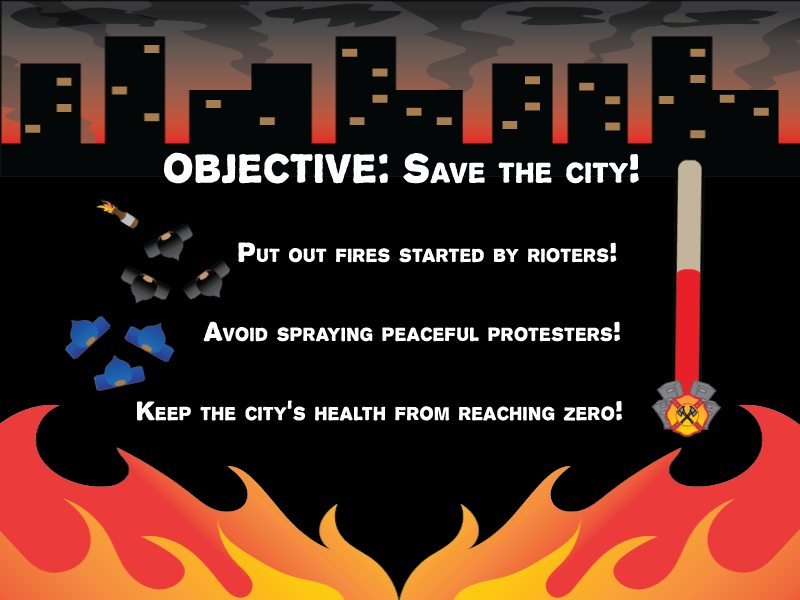 OBJECTIVE: SAVE THE CITY!
PUT OUT FIRES STARTED BY RIOTERS!
AVOID SPRAYING PEACEFUL PROTESTERS!
KEEP THE CITY'S HEALTH FROM REACHING ZERO!